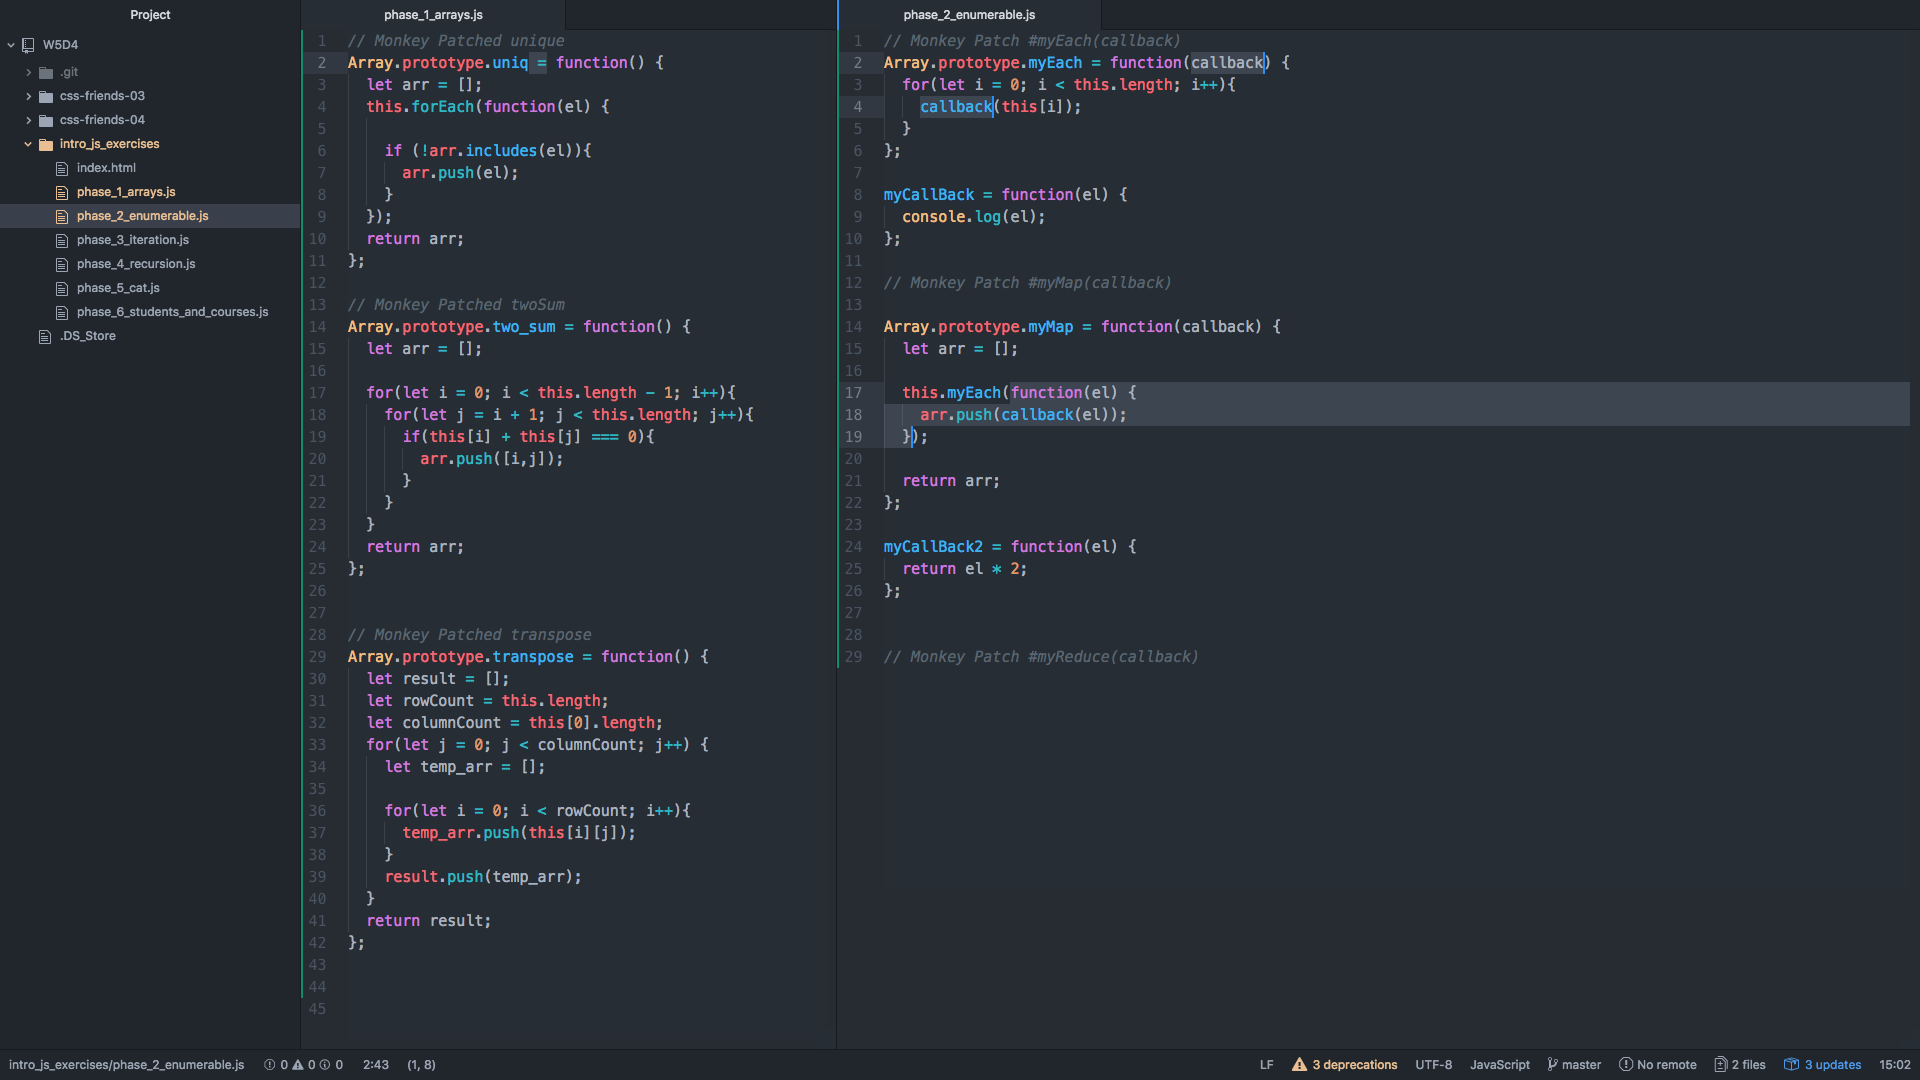 Project
W5D4
.git
css-friends-03
css-friends-04
intro_js_exercises
index.html
phase_1_arrays.js
phase_2_enumerable.js
phase_3_iteration.js
phase_4_recursion.js
phase_5_cat.js
phase_6_students_and_courses.js
.DS_Store
phase_1_arrays.js
1 // Monkey Patched unique
2 Array.prototype.uniq = function() {
3   let arr = [];
4   this.forEach(function(el) {
5
6     if (!arr.includes(el)){
7       arr.push(el);
8     }
9   });
10   return arr;
11 };
12
13 // Monkey Patched twoSum
14 Array.prototype.two_sum = function() {
15   let arr = [];
16
17   for(let i = 0; i < this.length - 1; i++){
18     for(let j = i + 1; j < this.length; j++){
19       if(this[i] + this[j] === 0){
20         arr.push([i,j]);
21       }
22     }
23   }
24   return arr;
25 };
26
27
28 // Monkey Patched transpose
29 Array.prototype.transpose = function() {
30   let result = [];
31   let rowCount = this.length;
32   let columnCount = this[0].length;
33   for(let j = 0; j < columnCount; j++) {
34     let temp_arr = [];
35
36     for(let i = 0; i < rowCount; i++){
37       temp_arr.push(this[i][j]);
38     }
39     result.push(temp_arr);
40   }
41   return result;
42 };
43
44
45
phase_2_enumerable.js
1 // Monkey Patch #myEach(callback)
2 Array.prototype.myEach = function(callback) {
3   for(let i = 0; i < this.length; i++){
4     callback(this[i]);
5   }
6 };
7
8 myCallBack = function(el) {
9   console.log(el);
10 };
11
12 // Monkey Patch #myMap(callback)
13
14 Array.prototype.myMap = function(callback) {
15   let arr = [];
16
17   this.myEach(function(el) {
18     arr.push(callback(el));
19   });
20
21   return arr;
22 };
23
24 myCallBack2 = function(el) {
25   return el * 2;
26 };
27
28
29 // Monkey Patch #myReduce(callback)
intro_js_exercises/phase_2_enumerable.js 0 0 0 2:43 (1, 8) LF 3 deprecations UTF-8 JavaScript master No remote 2 files 3 updates 15:02